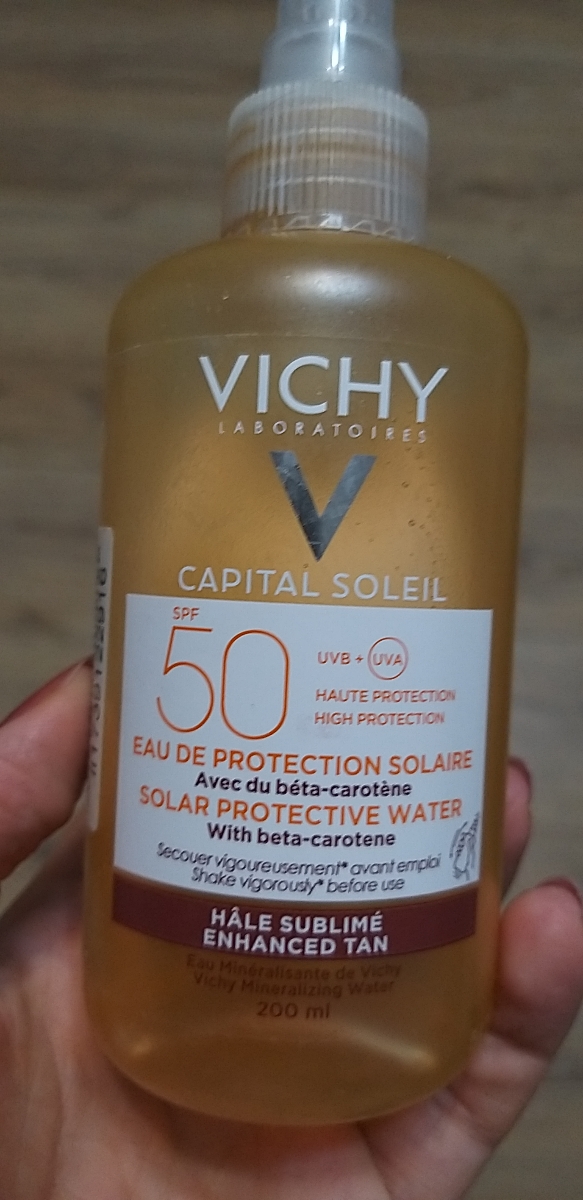 VICHY
LABORATOIRES
V
CAPITAL SOLEIL
SPF
50
UVB + UVA
HAUTE PROTECTION
HIGH PROTECTION
EAU DE PROTECTION SOLAIRE
Avec du béta-carotène
SOLAR PROTECTIVE WATER
With beta-carotene
Secouer vigoureusement* avant emploi
Shake vigorously* before use
HÂLE SUBLIMÉ
ENHANCED TAN
Eau Minéralisante de Vichy
Vichy Mineralizing Water
200 ml